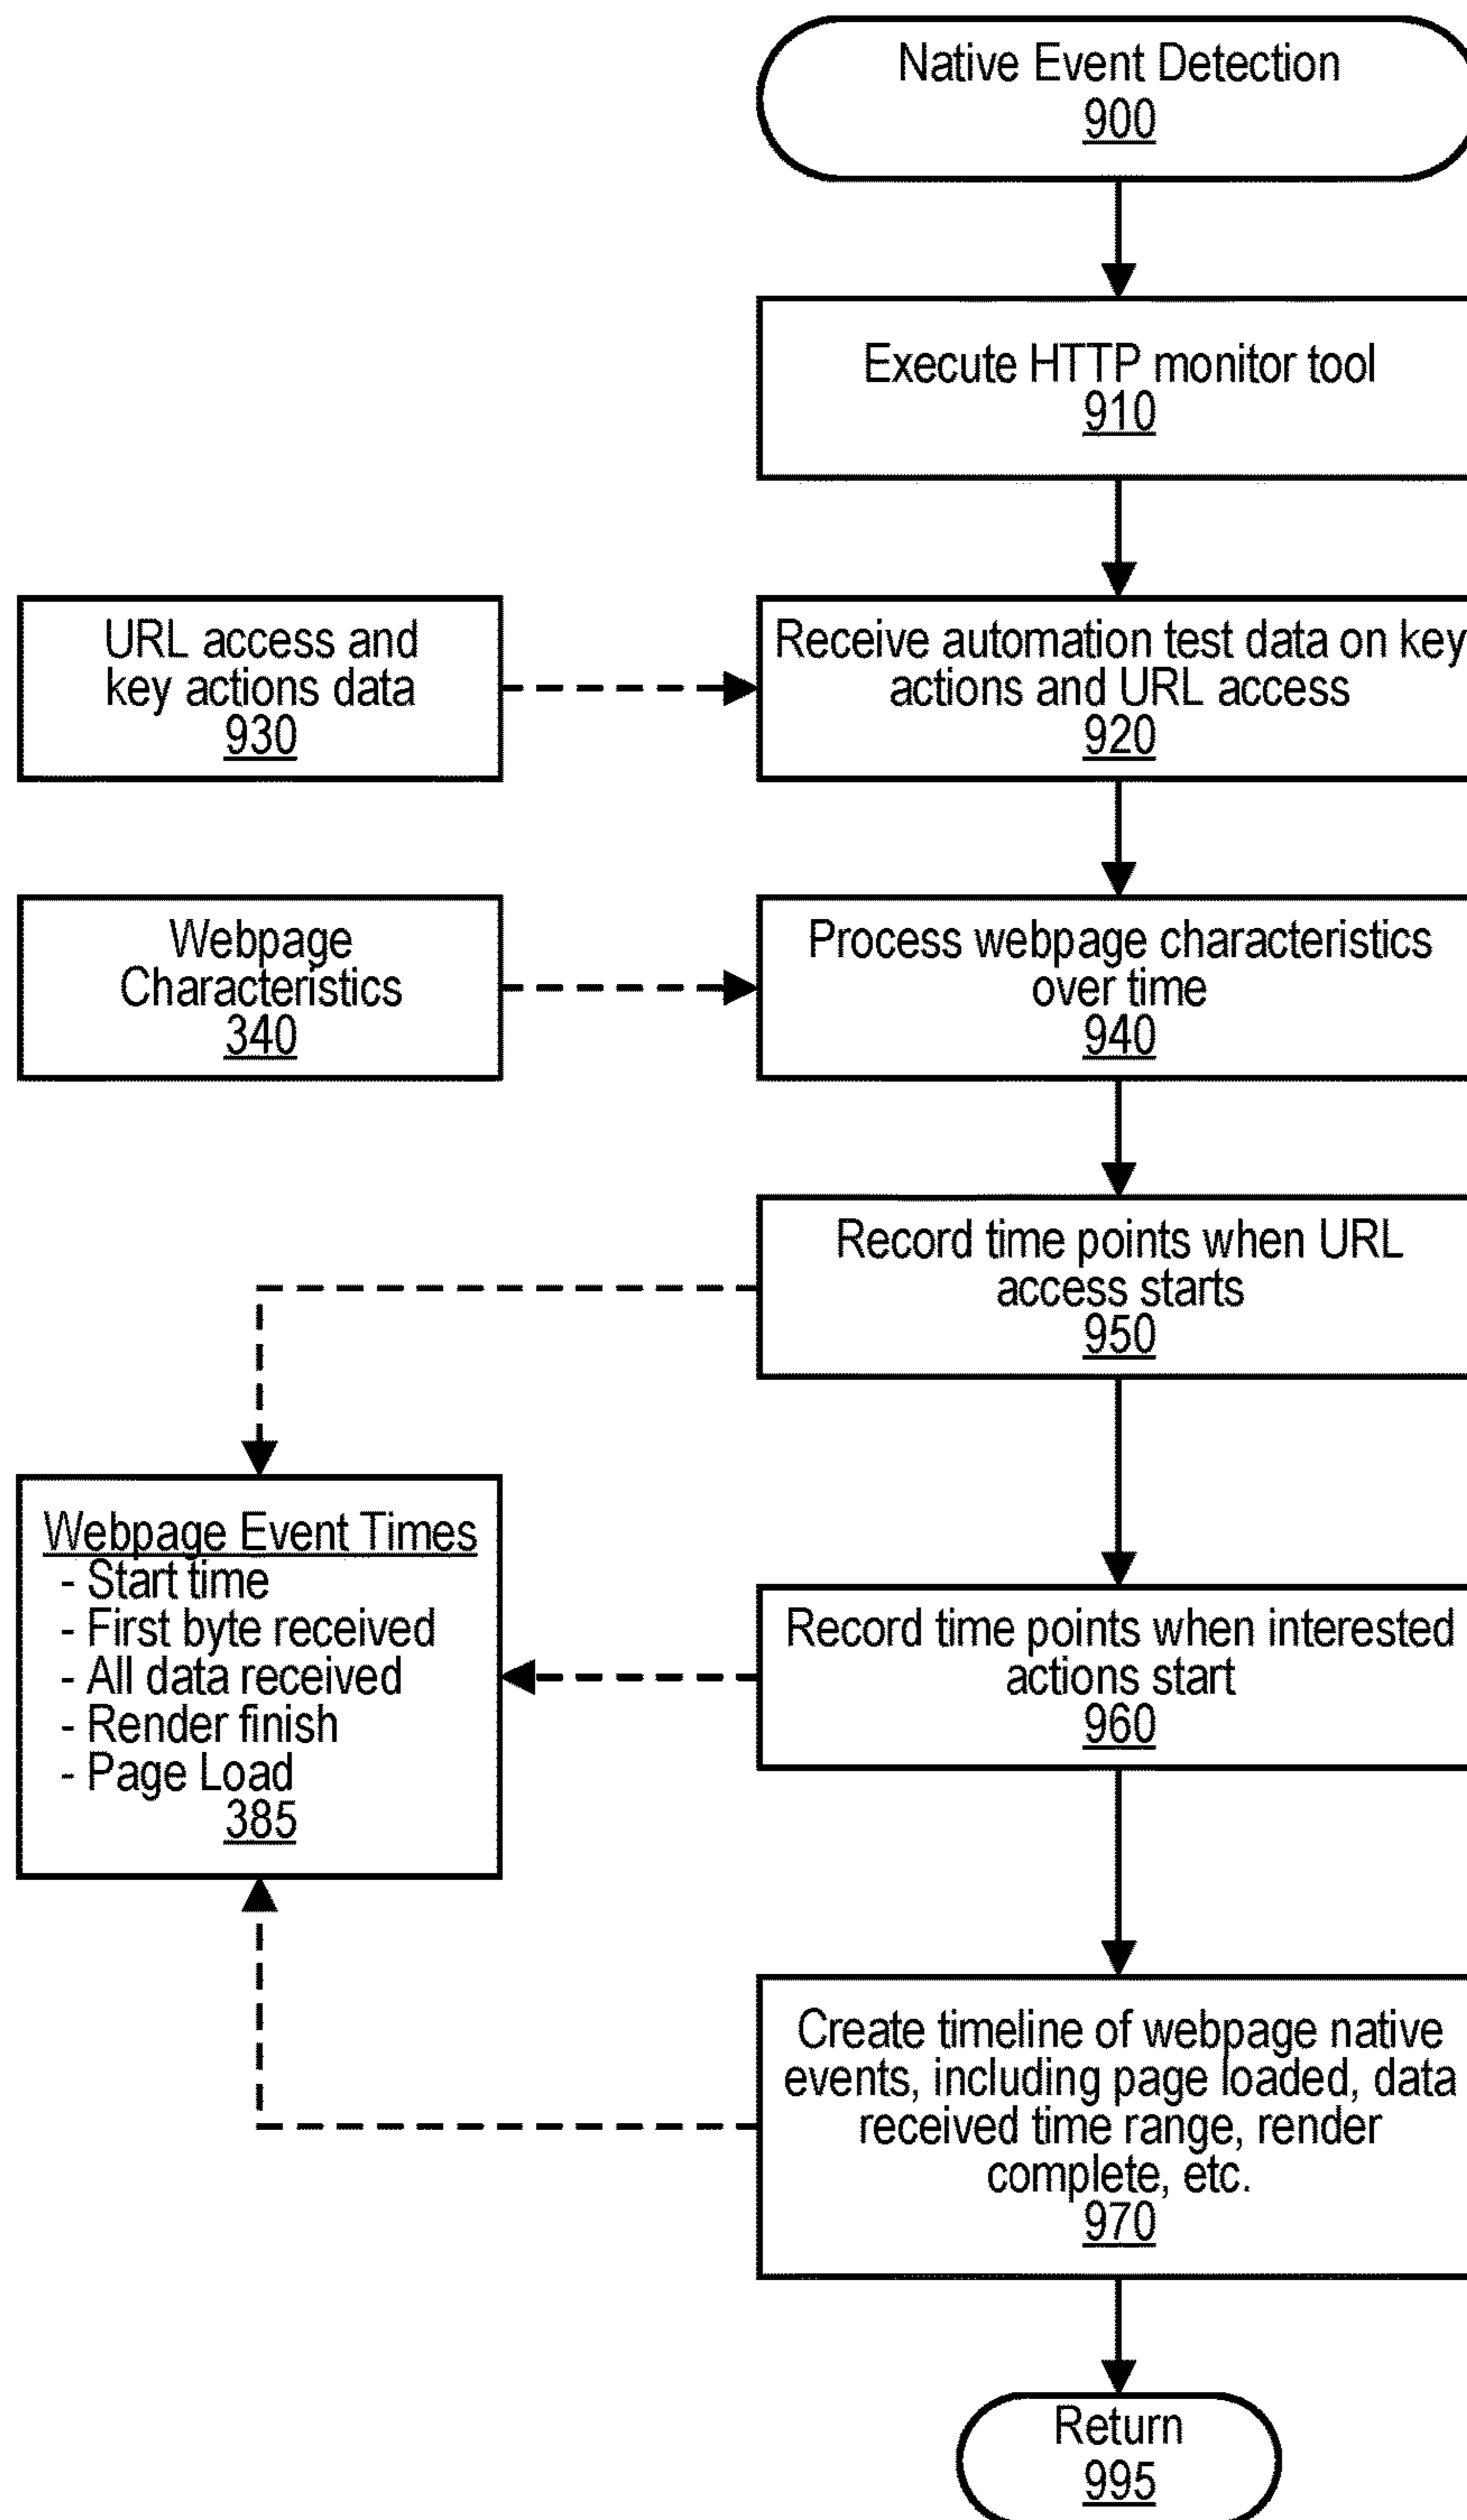 Native Event Detection
900
Execute HTTP monitor tool
910
URL access and
key actions data
930
Receive automation test data on key
actions and URL access
920
Webpage
Characteristics
340
Process webpage characteristics
over time
940
Record time points when URL
access starts
950
Webpage Event Times
- Start time
- First byte received
- All data received
- Render finish
- Page Load
385
Record time points when interested
actions start
960
Create timeline of webpage native
events, including page loaded, data
received time range, render
complete, etc.
970
Return
995